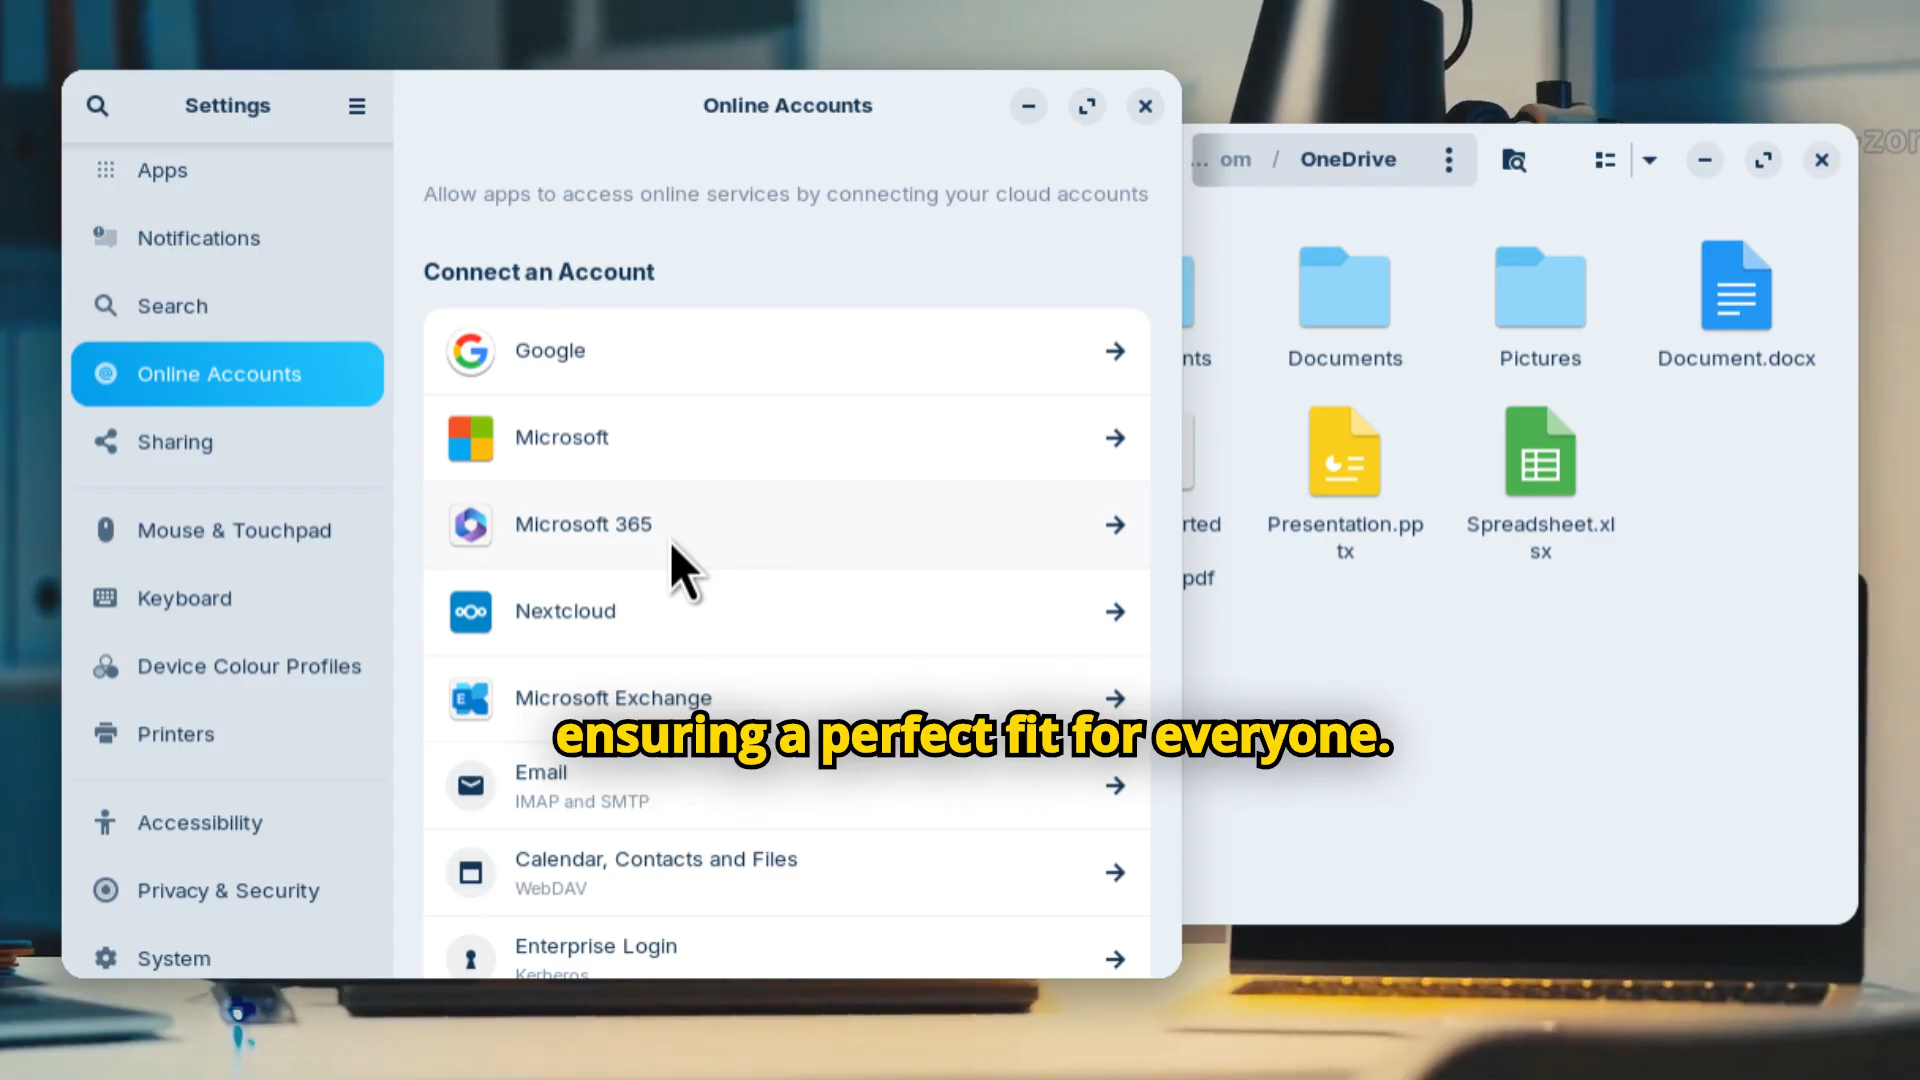 Settings
Apps
Notifications
Search
Online Accounts
Sharing
Mouse & Touchpad
Keyboard
Device Colour Profiles
Printers
Accessibility
Privacy & Security
System
Online Accounts
Allow apps to access online services by connecting your cloud accounts
Connect an Account
Google
Microsoft
Microsoft 365
Nextcloud
Microsoft Exchange
Email
IMAP and SMTP
Calendar, Contacts and Files
WebDAV
Enterprise Login
Kerberos
ensuring a perfect fit for everyone.
... om / OneDrive
nts
Documents
Pictures
Document.docx
rted
pdf
Presentation.pp
tx
Spreadsheet.xl
sx
zor